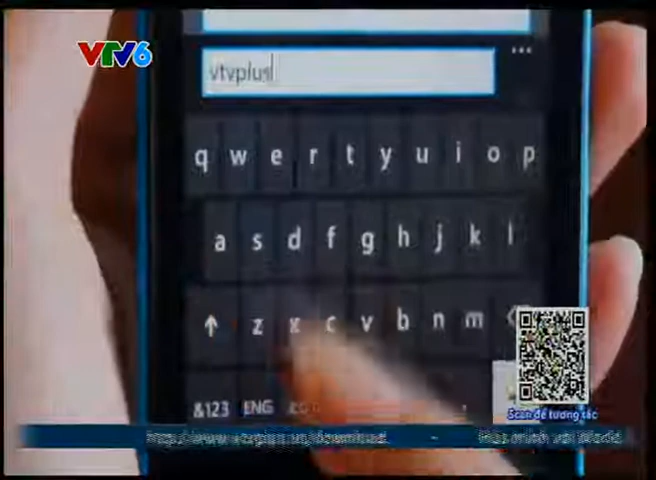 VTV6
vtvplus
q w e r t y u i o p
a s d f g h j k l
z x c v b n m
&123 ENG
Scan để tương tác
http://www.vtvplus.vn/download